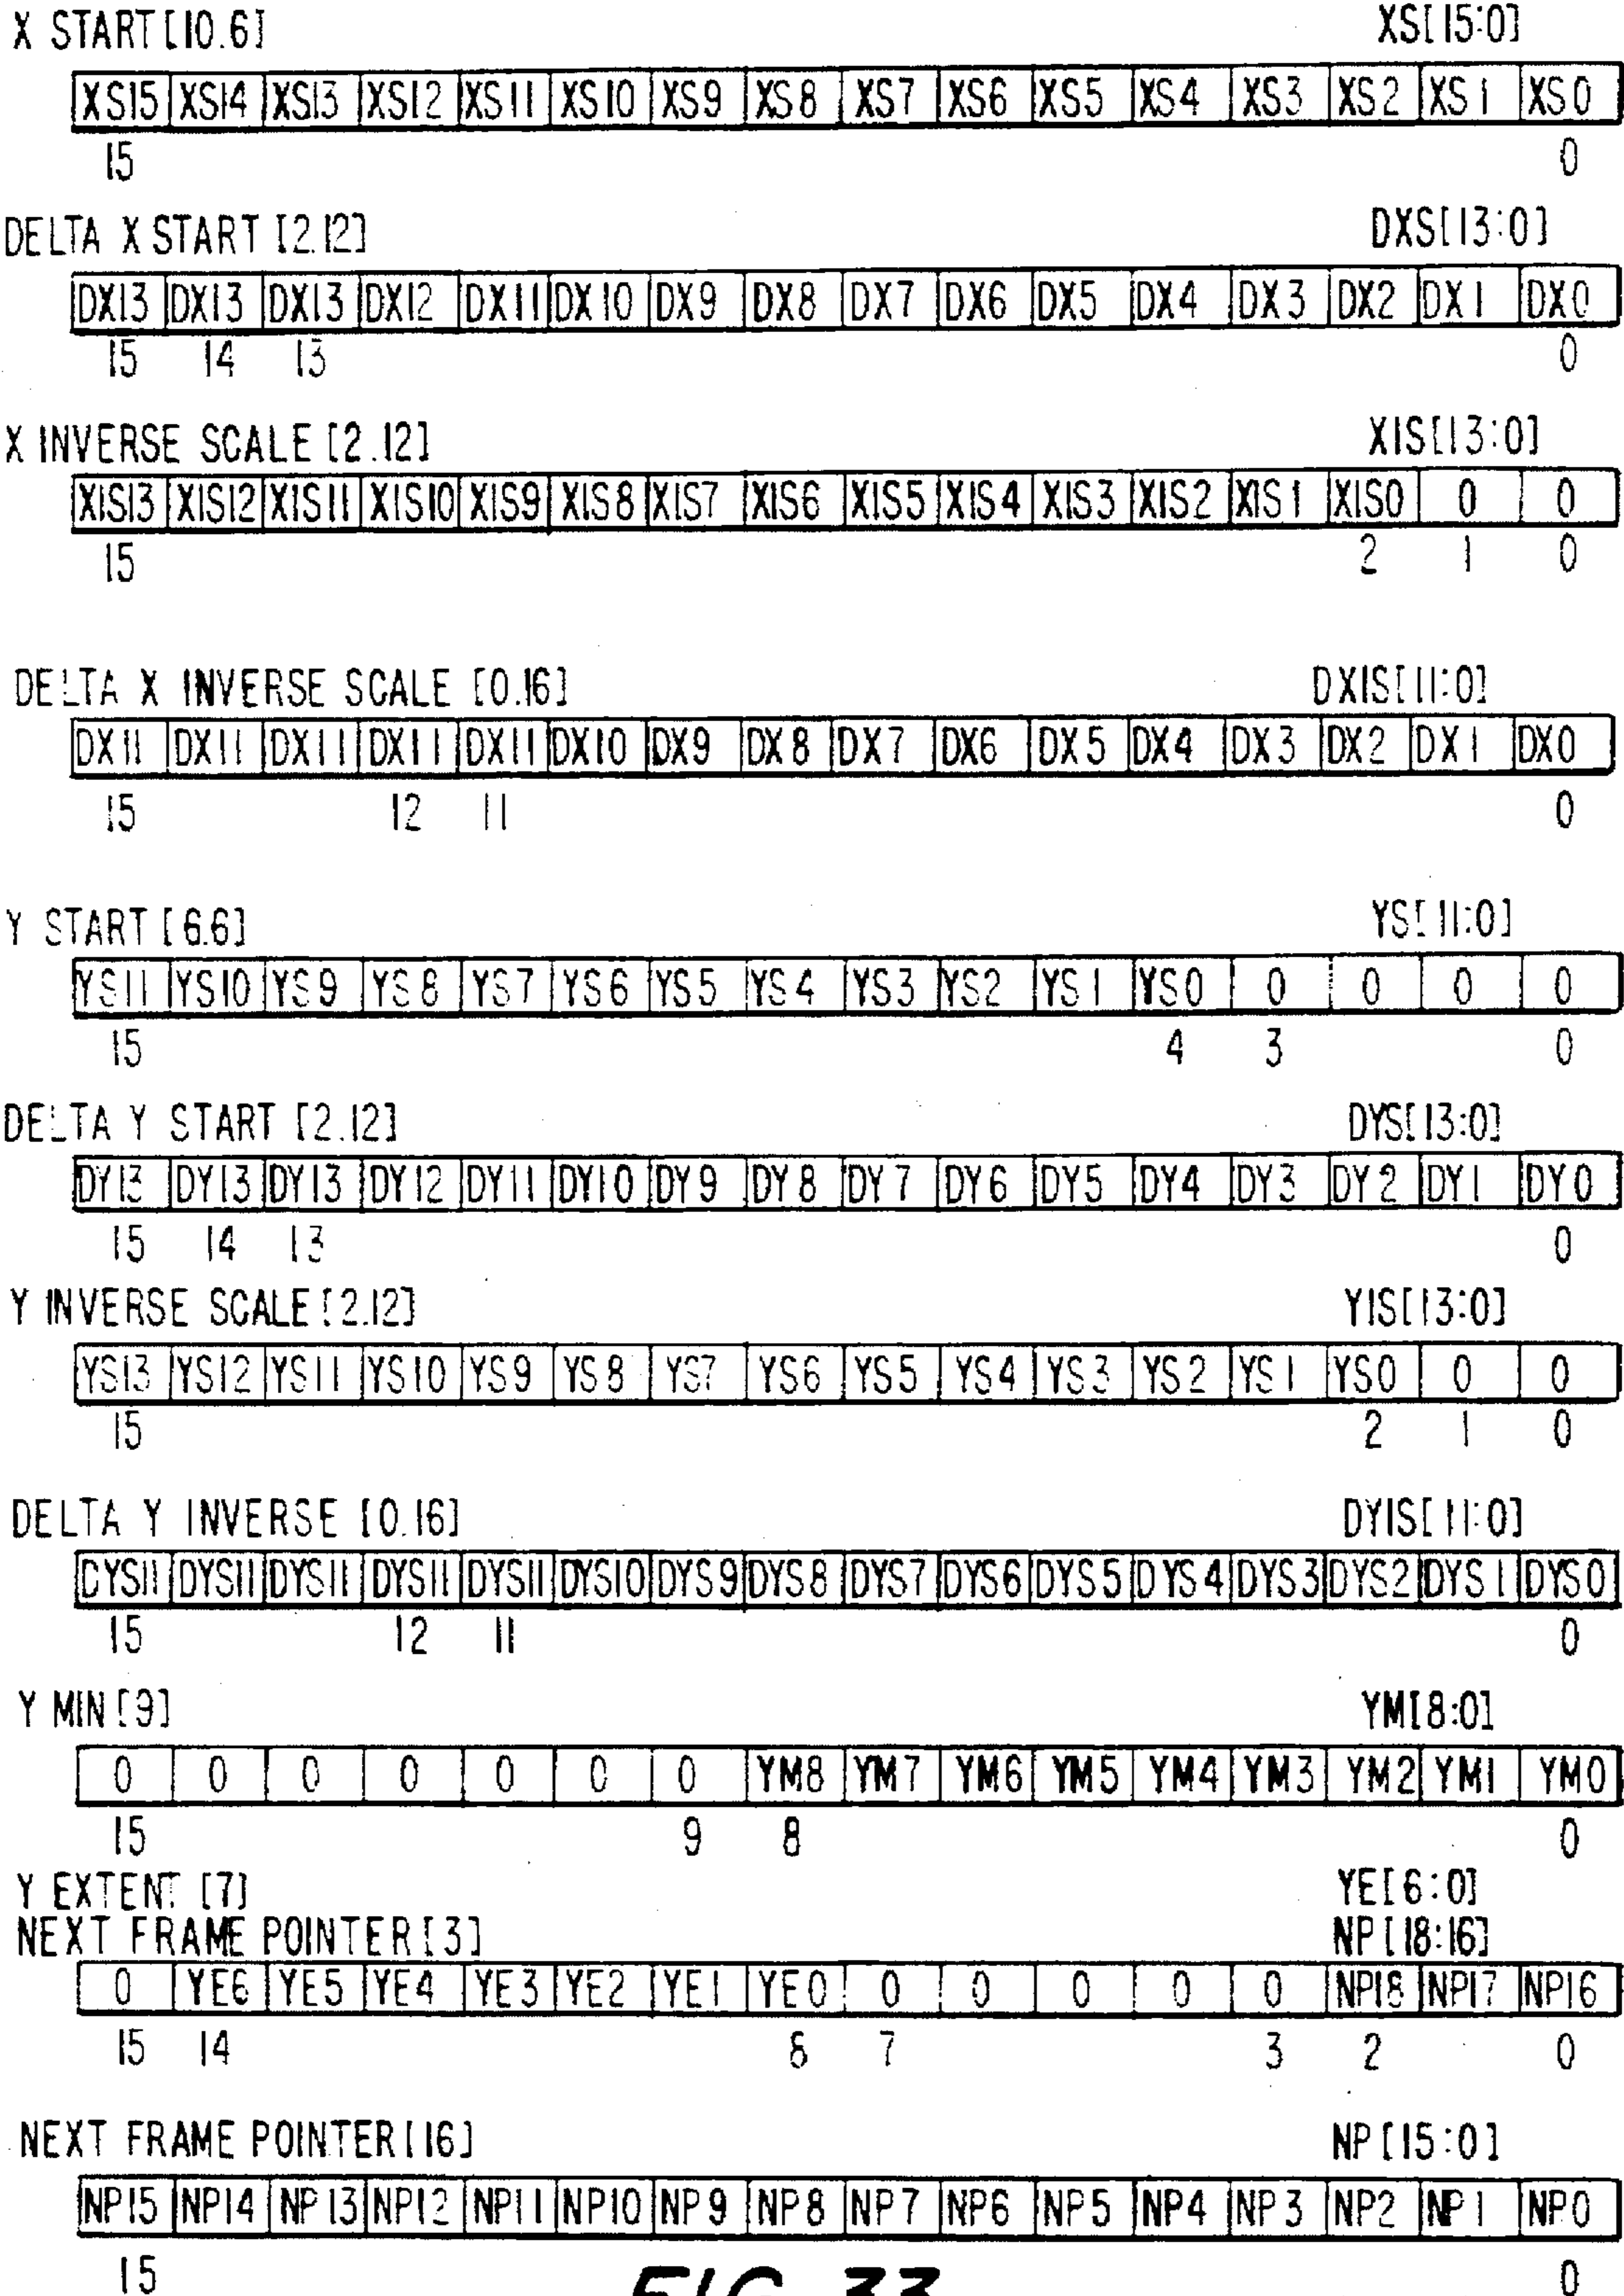 X START [10.6] XS[15:0]
XS15 XS14 XS13 XS12 XS11 XS10 XS9 XS8 XS7 XS6 XS5 XS4 XS3 XS2 XS1 XS0
15 0
DELTA X START [2.12] DXS[13:0]
DX13 DX13 DX13 DX12 DX11 DX10 DX9 DX8 DX7 DX6 DX5 DX4 DX3 DX2 DX1 DX0
15 14 13 0
X INVERSE SCALE [2.12] XIS[13:0]
XIS13 XIS12 XIS11 XIS10 XIS9 XIS8 XIS7 XIS6 XIS5 XIS4 XIS3 XIS2 XIS1 XIS0 0 0
15 2 1 0
DELTA X INVERSE SCALE [0.16] DXIS[11:0]
DX11 DX11 DX11 DX11 DX11 DX10 DX9 DX8 DX7 DX6 DX5 DX4 DX3 DX2 DX1 DX0
15 12 11 0
Y START [6.6] YS[11:0]
YS11 YS10 YS9 YS8 YS7 YS6 YS5 YS4 YS3 YS2 YS1 YS0 0 0 0 0
15 4 3 0
DELTA Y START [2.12] DYS[13:0]
DY13 DY13 DY13 DY12 DY11 DY10 DY9 DY8 DY7 DY6 DY5 DY4 DY3 DY2 DY1 DY0
15 14 13 0
Y INVERSE SCALE [2.12] YIS[13:0]
YS13 YS12 YS11 YS10 YS9 YS8 YS7 YS6 YS5 YS4 YS3 YS2 YS1 YS0 0 0
15 2 1 0
DELTA Y INVERSE [0.16] DYIS[11:0]
DYS11 DYS11 DYS11 DYS11 DYS11 DYS10 DYS9 DYS8 DYS7 DYS6 DYS5 DYS4 DYS3 DYS2 DYS1 DYS0
15 12 11 0
Y MIN [9] YM[8:0]
0 0 0 0 0 0 0 YM8 YM7 YM6 YM5 YM4 YM3 YM2 YM1 YM0
15 9 8 0
Y EXTENT [7] YE[6:0]
NEXT FRAME POINTER [3] NP[18:16]
0 YE6 YE5 YE4 YE3 YE2 YE1 YE0 0 0 0 0 0 NP18 NP17 NP16
15 14 8 7 3 2 0
NEXT FRAME POINTER [16] NP[15:0]
NP15 NP14 NP13 NP12 NP11 NP10 NP9 NP8 NP7 NP6 NP5 NP4 NP3 NP2 NP1 NP0
15 0
FIG. 33